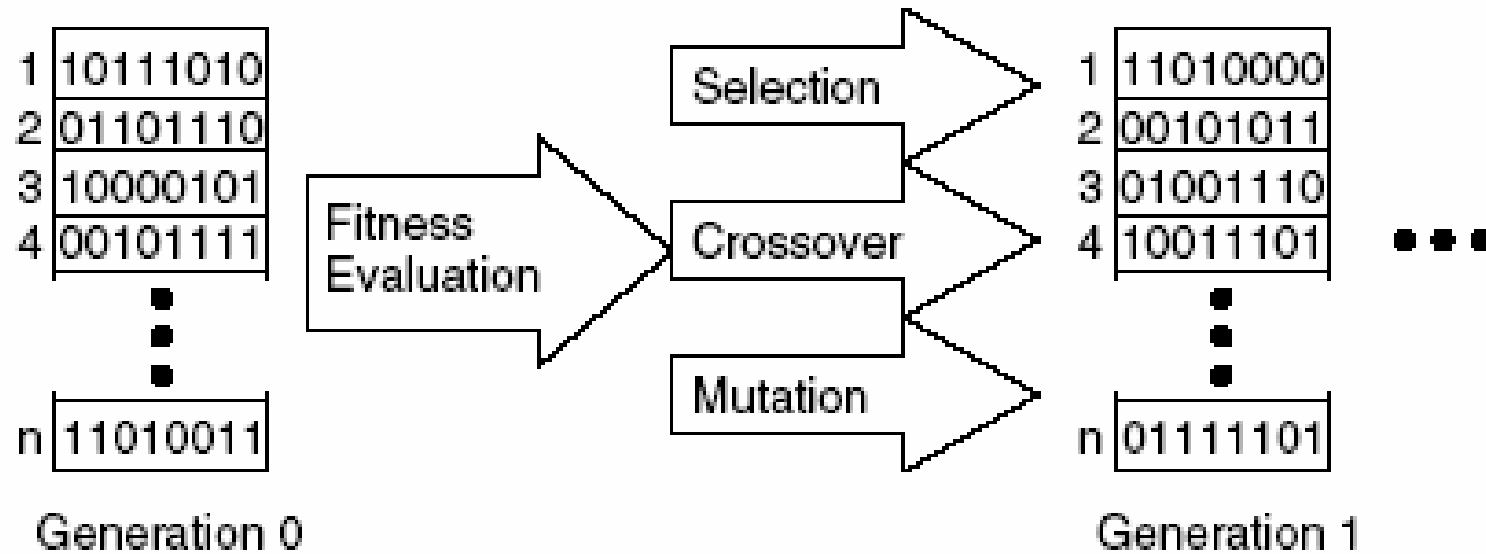 1 10111010
2 01101110
3 10000101
4 00101111
n 11010011
Generation 0
Fitness
Evaluation
Selection
Crossover
Mutation
1 11010000
2 00101011
3 01001110
4 10011101
n 01111101
Generation 1